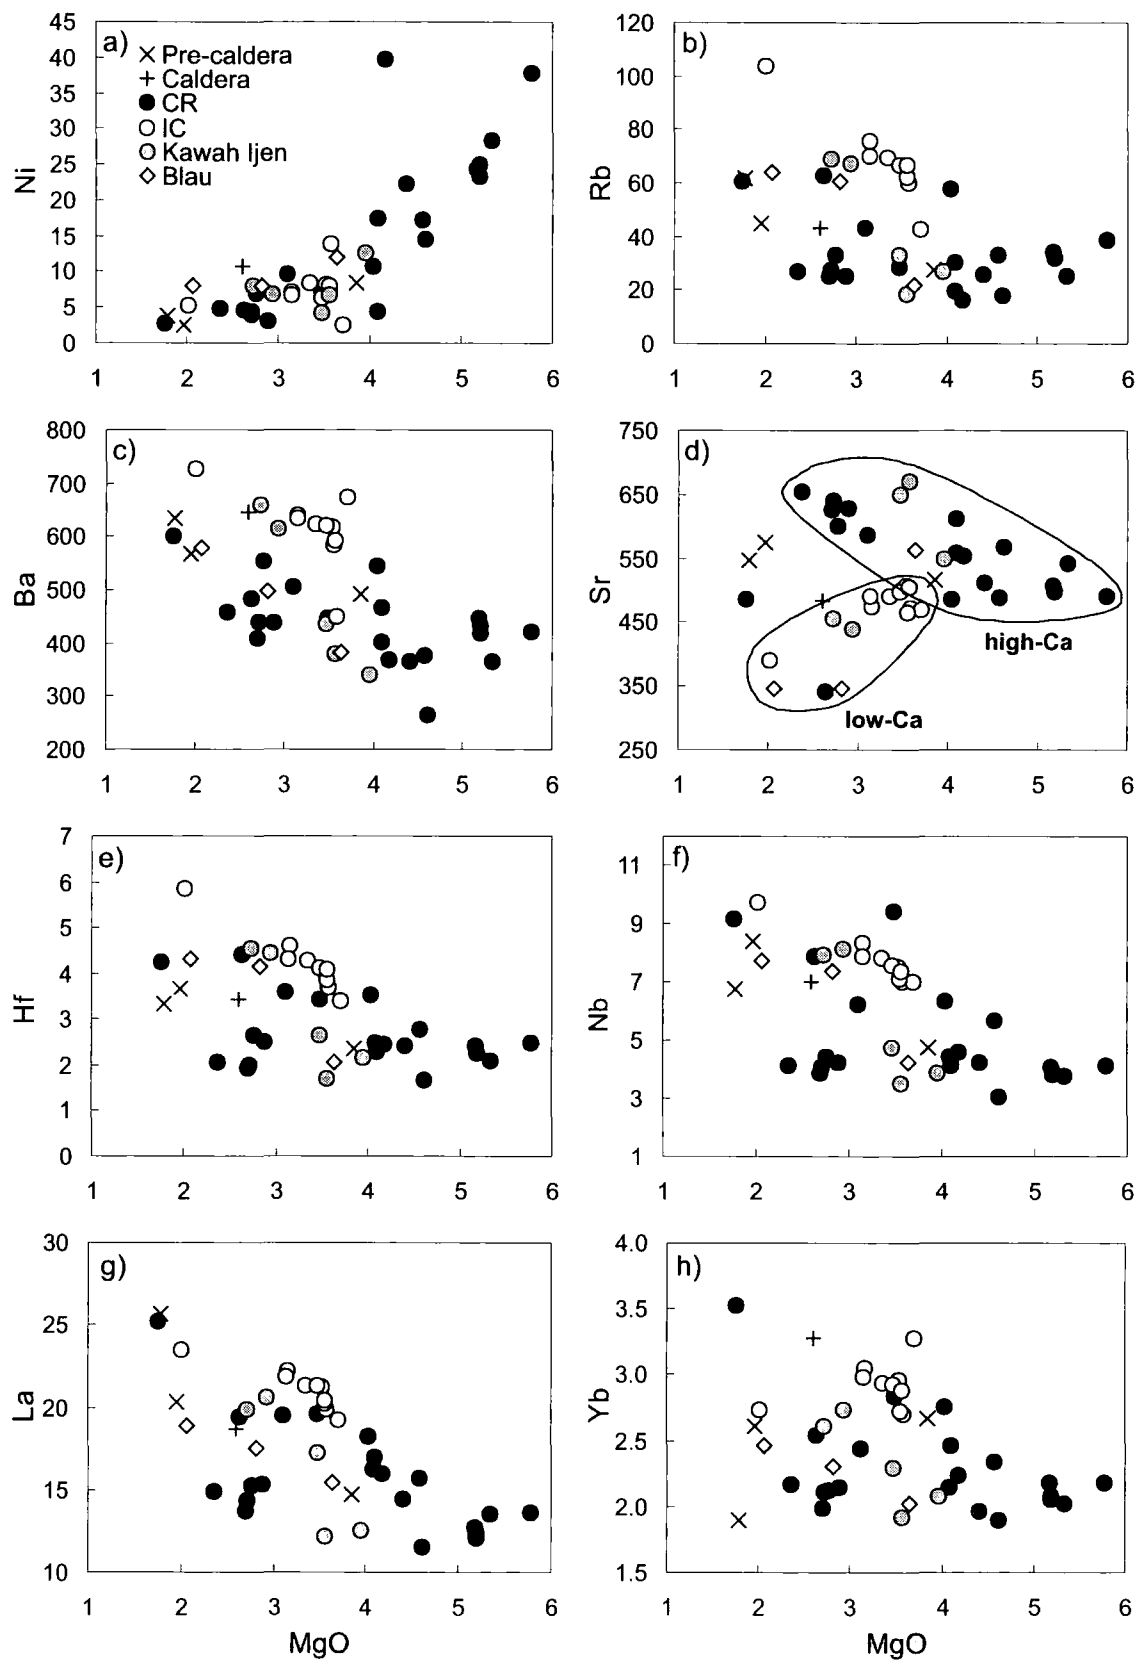 a)
45
40
35
30
25
20
15
10
5
0
Ni
× Pre-caldera
+ Caldera
● CR
○ IC
○ Kawah Ijen
◇ Blau
1 2 3 4 5 6
b)
120
100
80
60
40
20
0
Rb
1 2 3 4 5 6
c)
800
700
600
500
400
300
200
Ba
1 2 3 4 5 6
d)
750
650
550
450
350
250
Sr
high-Ca
low-Ca
1 2 3 4 5 6
e)
7
6
5
4
3
2
1
0
Hf
1 2 3 4 5 6
f)
11
9
7
5
3
1
Nb
1 2 3 4 5 6
g)
30
25
20
15
10
La
1 2 3 4 5 6
MgO
h)
4.0
3.5
3.0
2.5
2.0
1.5
Yb
1 2 3 4 5 6
MgO